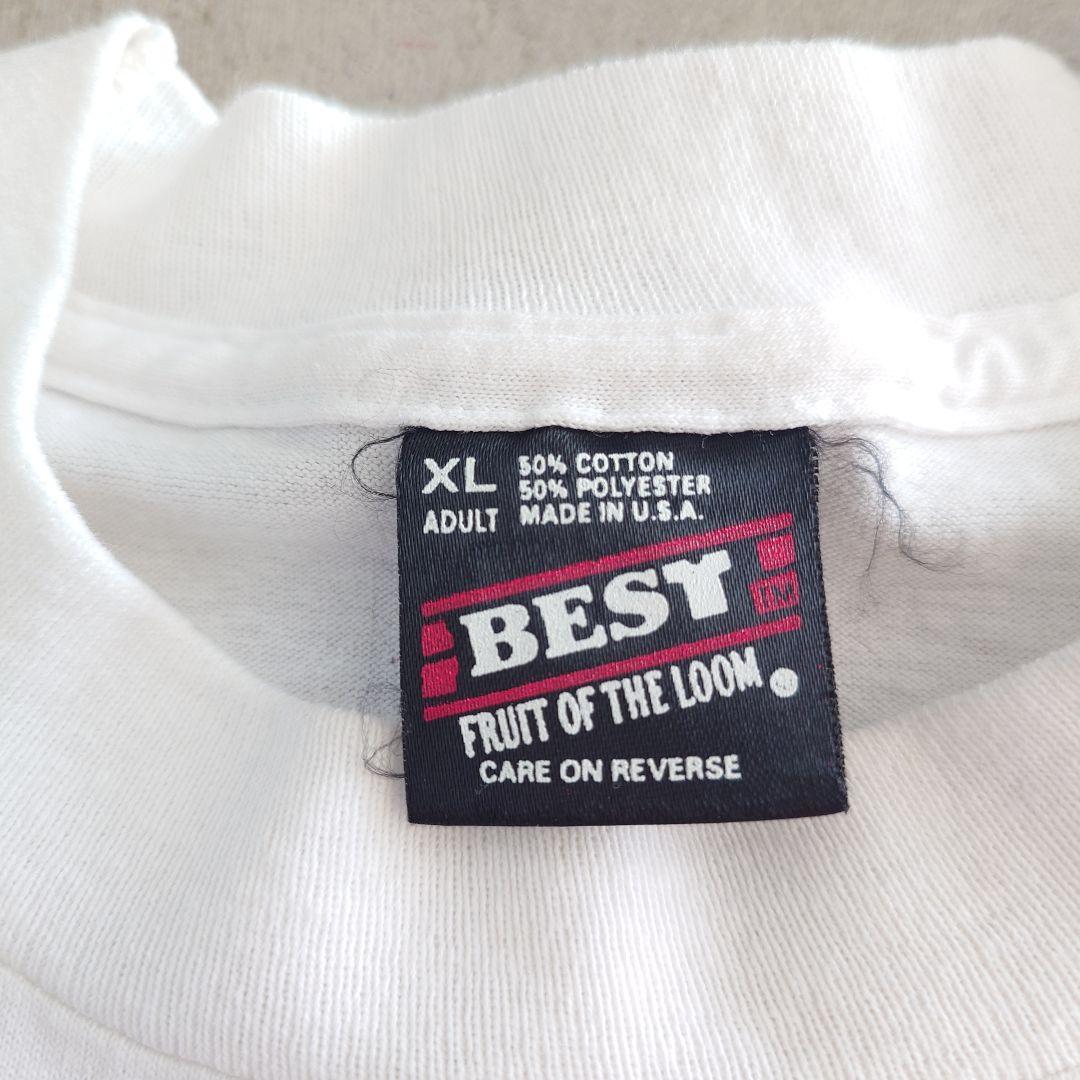 XL
ADULT
50% COTTON
50% POLYESTER
MADE IN U.S.A.
BEST
TM
FRUIT OF THE LOOM
CARE ON REVERSE